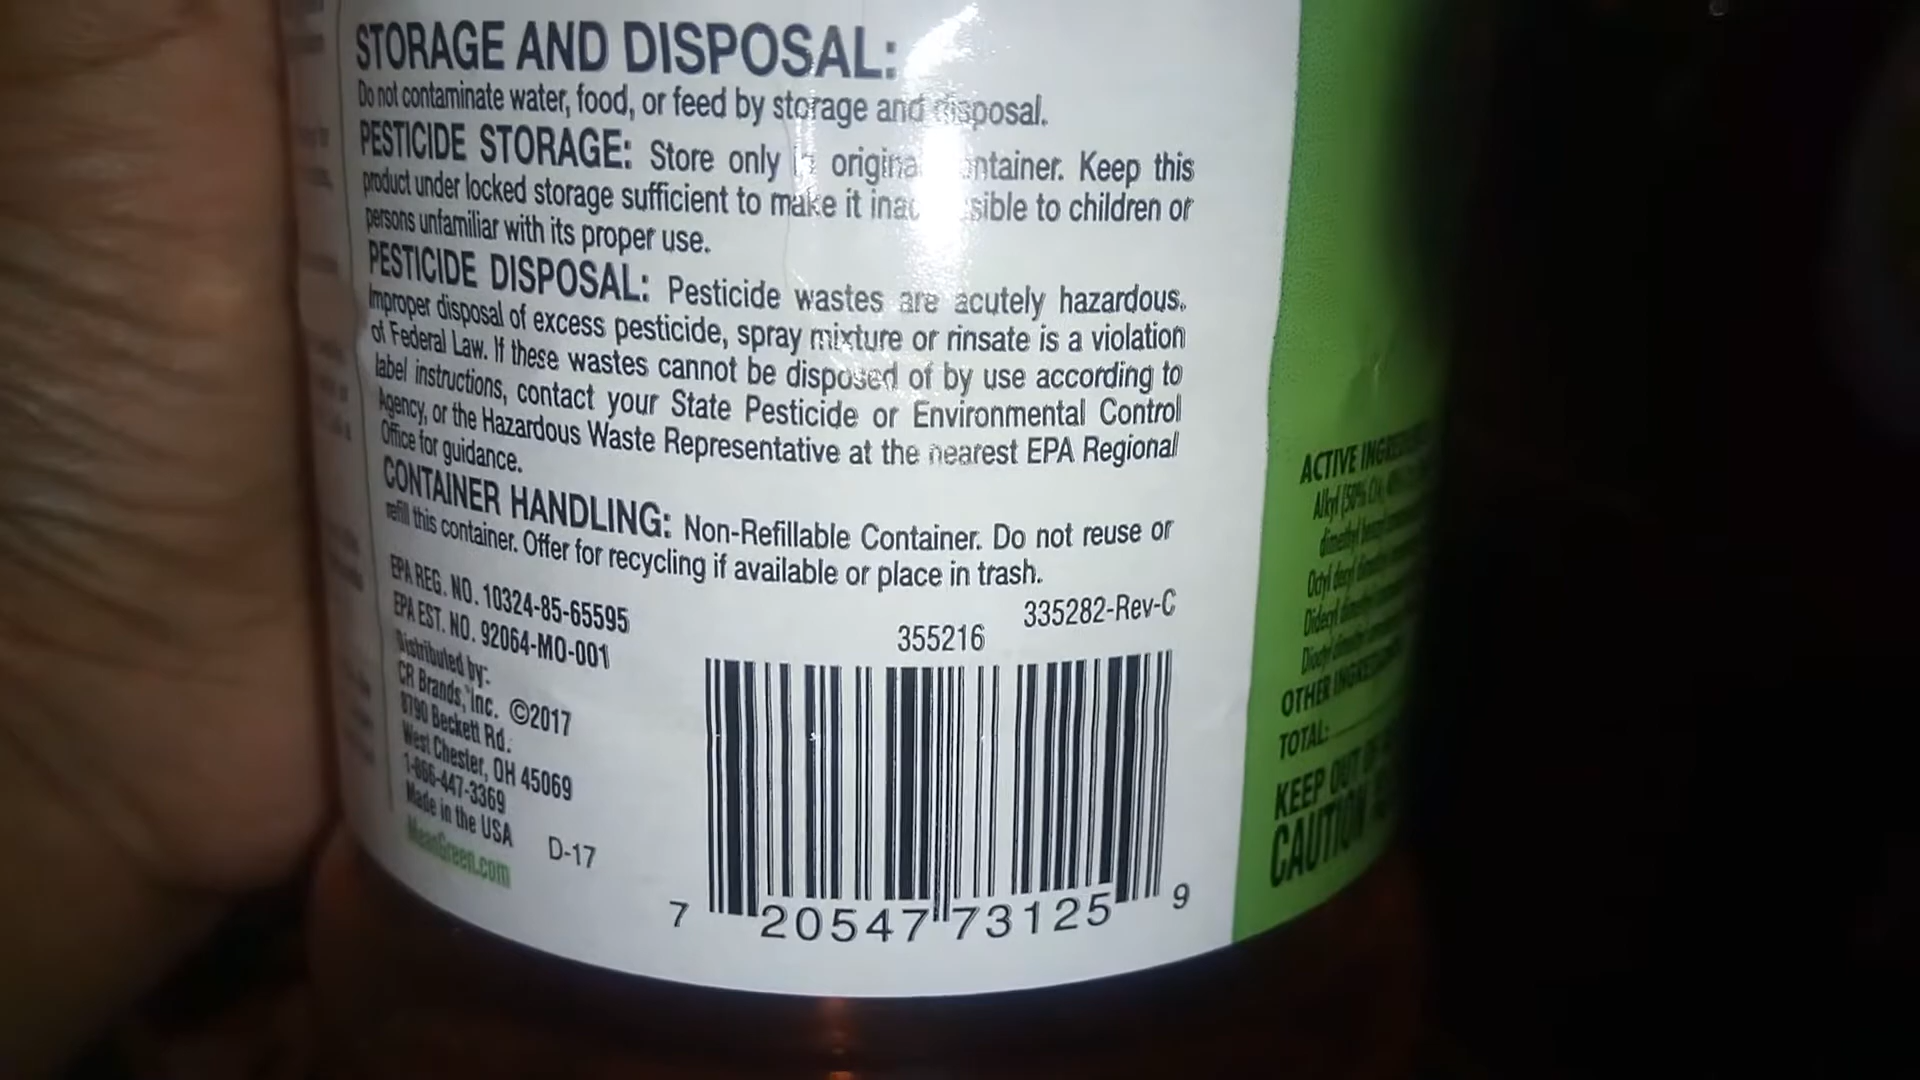 STORAGE AND DISPOSAL:
Do not contaminate water, food, or feed by storage and disposal.
PESTICIDE STORAGE: Store only in original container. Keep this
product under locked storage sufficient to make it inaccessible to children or
persons unfamiliar with its proper use.
PESTICIDE DISPOSAL: Pesticide wastes are acutely hazardous.
Improper disposal of excess pesticide, spray mixture or rinsate is a violation
of Federal Law. If these wastes cannot be disposed of by use according to
label instructions, contact your State Pesticide or Environmental Control
Agency, or the Hazardous Waste Representative at the nearest EPA Regional
Office for guidance.
CONTAINER HANDLING: Non-Refillable Container. Do not reuse or
refill this container. Offer for recycling if available or place in trash.
EPA REG. NO. 10324-85-65595
EPA EST. NO. 92064-MO-001
Distributed by:
CR Brands, Inc. ©2017
8790 Beckett Rd.
West Chester, OH 45069
1-866-447-3369
Made in the USA D-17
MeanGreen.com
355216
335282-Rev-C
7 20547 73125 9
ACTIVE
Alkyl (50%
dimethyl
Octyl decyl
Didecyl
Dioctyl
OTHER
TOTAL:
KEEP OUT OF
CAUTION